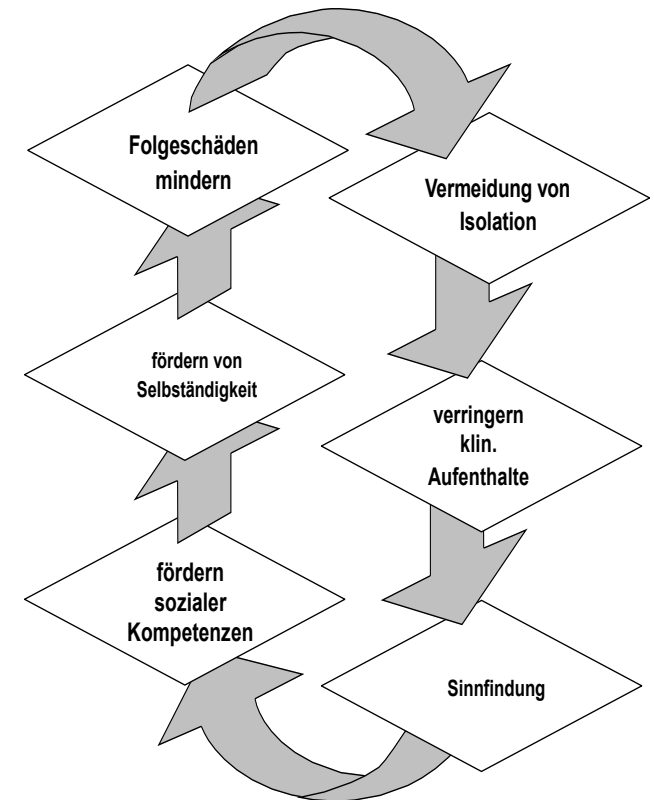 Folgeschäden
mindern
Vermeidung von
Isolation
verringern
klin.
Aufenthalte
Sinnfindung
fördern
sozialer
Kompetenzen
fördern von
Selbständigkeit